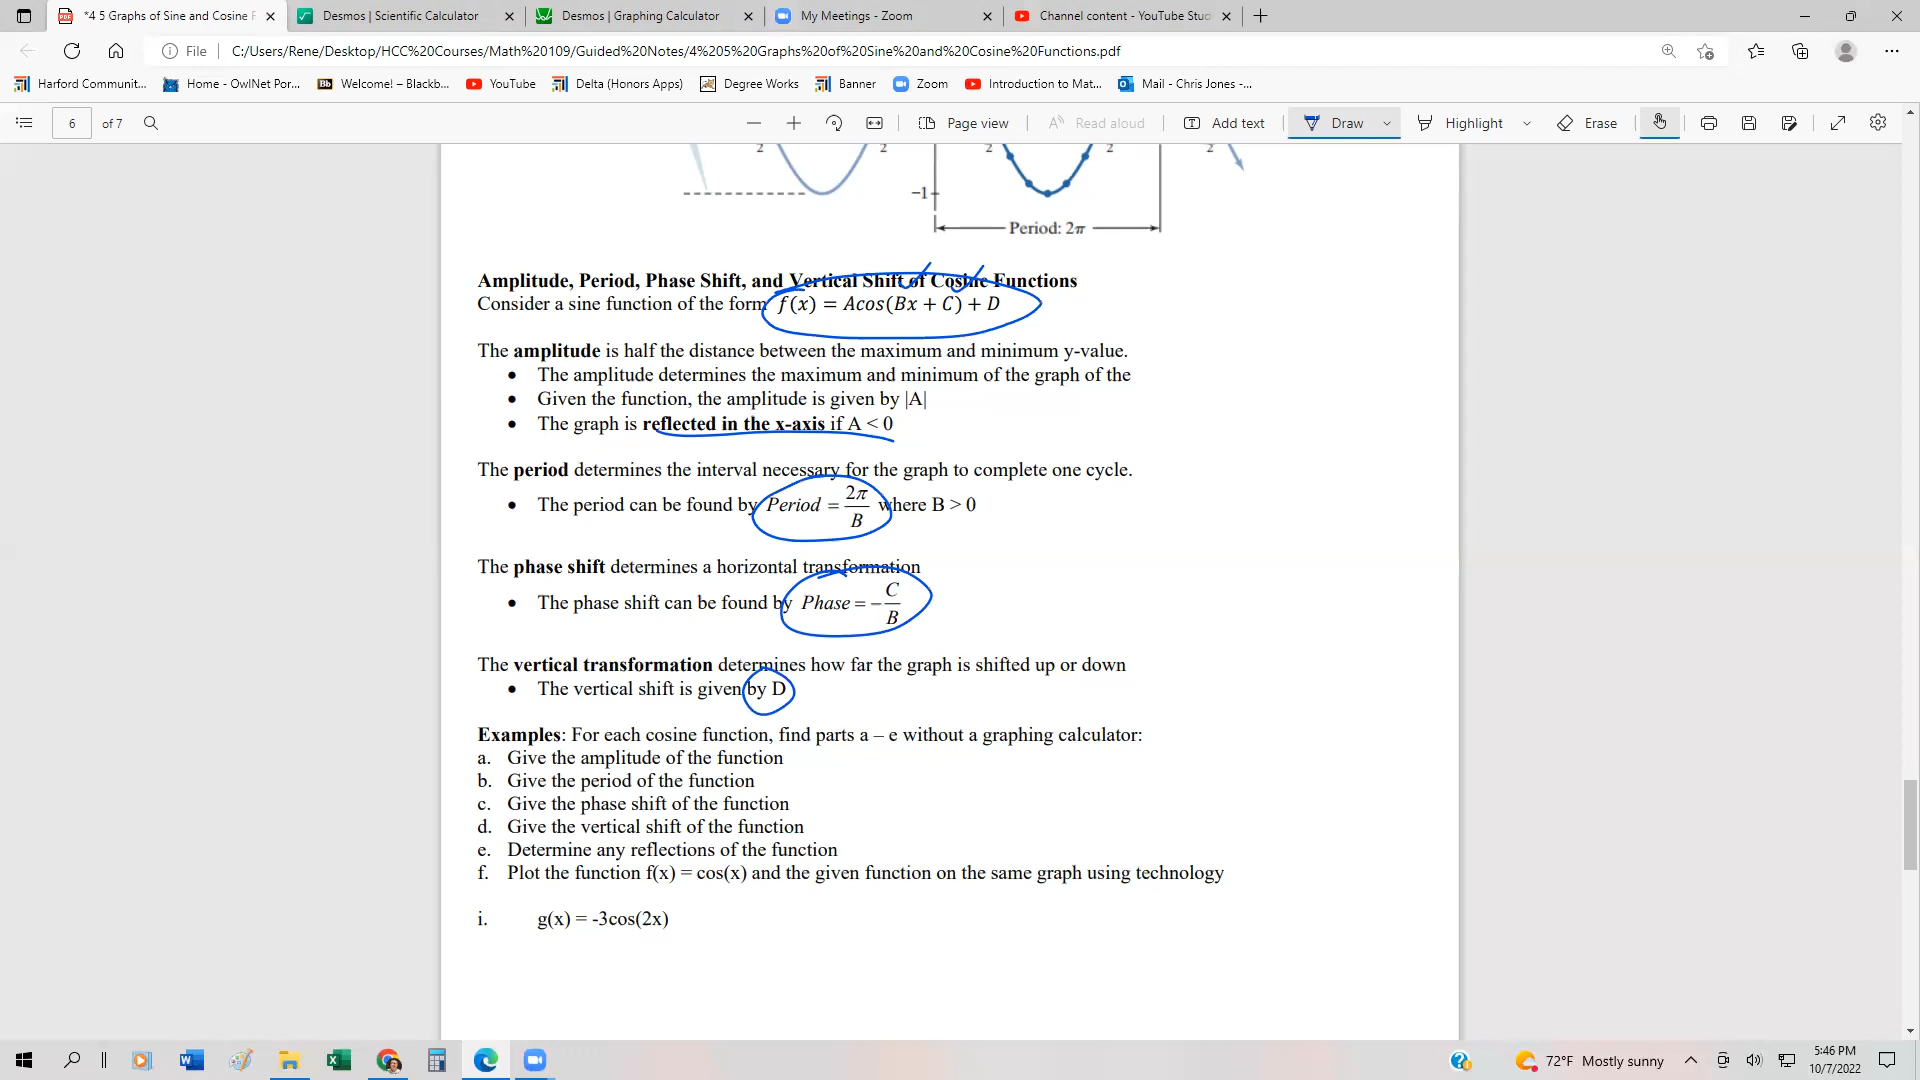 *4 5 Graphs of Sine and Cosine F
Desmos | Scientific Calculator
Desmos | Graphing Calculator
My Meetings - Zoom
Channel content - YouTube Stud
File
C:/Users/Rene/Desktop/HCC%20Courses/Math%20109/Guided%20Notes/4%205%20Graphs%20of%20Sine%20and%20Cosine%20Functions.pdf
Harford Communit...
Home - OwlNet Por...
Welcome! – Blackb...
YouTube
Delta (Honors Apps)
Degree Works
Banner
Zoom
Introduction to Mat...
Mail - Chris Jones -...
6 of 7
Page view
Read aloud
Add text
Draw
Highlight
Erase
2 2 2 2 2
−1
Period: 2π
Amplitude, Period, Phase Shift, and Vertical Shift of Cosine Functions
Consider a sine function of the form f(x) = Acos(Bx + C) + D
The amplitude is half the distance between the maximum and minimum y-value.
• The amplitude determines the maximum and minimum of the graph of the
• Given the function, the amplitude is given by |A|
• The graph is reflected in the x-axis if A < 0
The period determines the interval necessary for the graph to complete one cycle.
• The period can be found by Period = 2π/B where B > 0
The phase shift determines a horizontal transformation
• The phase shift can be found by Phase = −C/B
The vertical transformation determines how far the graph is shifted up or down
• The vertical shift is given by D
Examples: For each cosine function, find parts a – e without a graphing calculator:
a. Give the amplitude of the function
b. Give the period of the function
c. Give the phase shift of the function
d. Give the vertical shift of the function
e. Determine any reflections of the function
f. Plot the function f(x) = cos(x) and the given function on the same graph using technology
i. g(x) = -3cos(2x)
72°F Mostly sunny
5:46 PM
10/7/2022